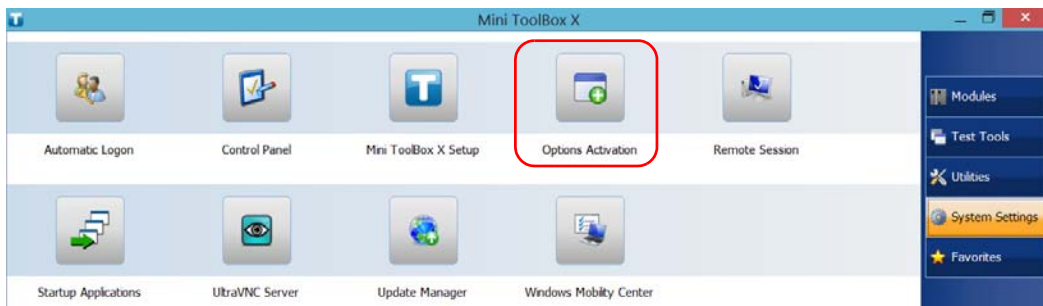 Mini ToolBox X
Automatic Logon
Control Panel
Mini ToolBox X Setup
Options Activation
Remote Session
Startup Applications
UltraVNC Server
Update Manager
Windows Mobility Center
Modules
Test Tools
Utilities
System Settings
Favorites